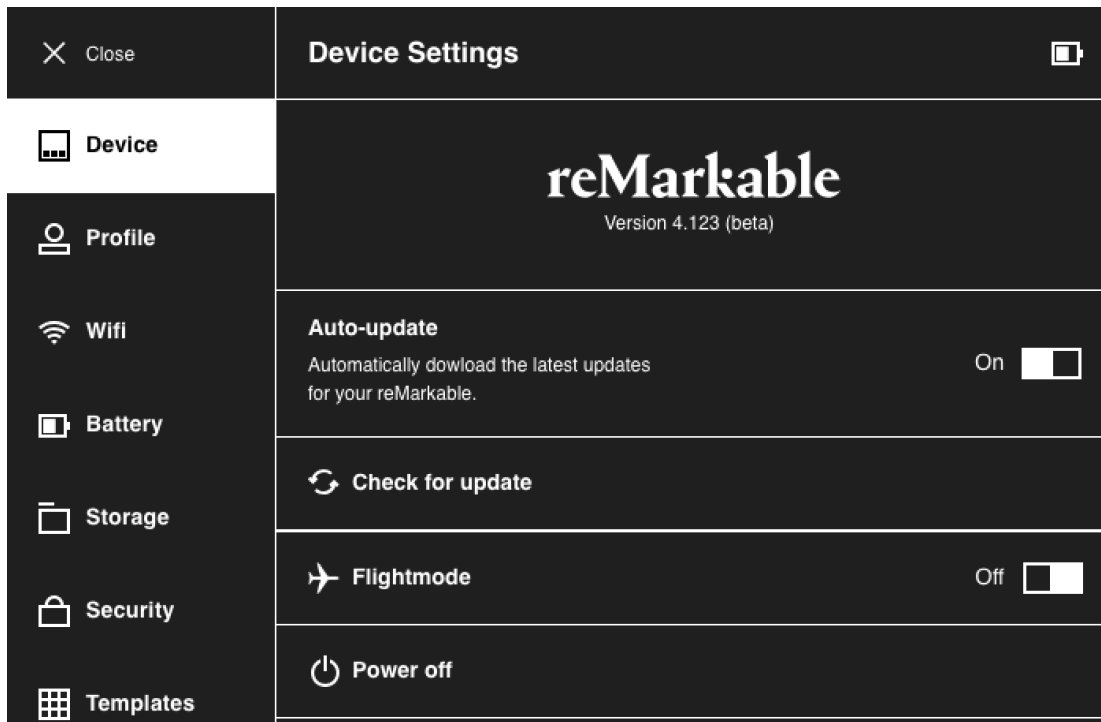 Close
Device Settings
Device
reMarkable
Version 4.123 (beta)
Profile
Wifi
Auto-update
Automatically dowload the latest updates
for your reMarkable.
On
Battery
Check for update
Storage
Flightmode
Off
Security
Power off
Templates